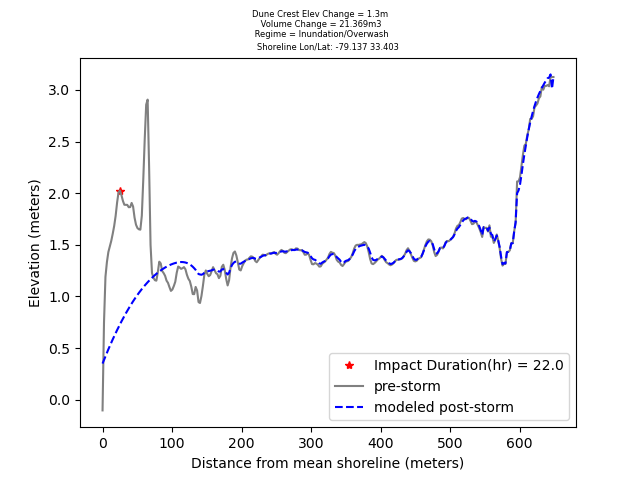 Dune Crest Elev Change = 1.3m
Volume Change = 21.369m3
Regime = Inundation/Overwash
Shoreline Lon/Lat: -79.137 33.403
3.0
2.5
2.0
1.5
1.0
0.5
0.0
Elevation (meters)
Impact Duration(hr) = 22.0
pre-storm
modeled post-storm
0 100 200 300 400 500 600
Distance from mean shoreline (meters)